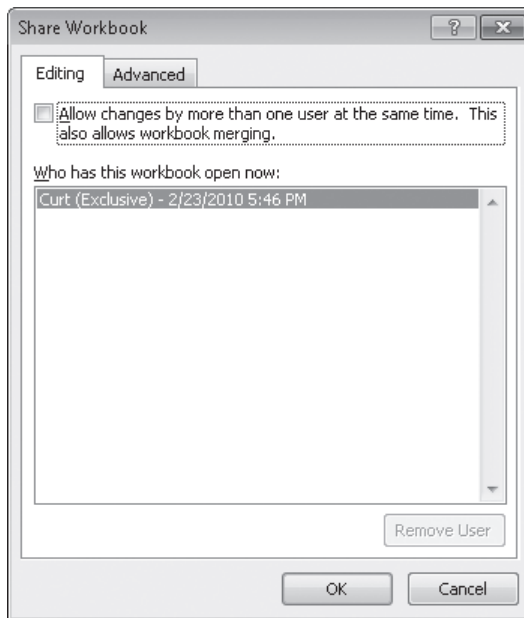 Share Workbook
Editing
Advanced
Allow changes by more than one user at the same time. This
also allows workbook merging.
Who has this workbook open now:
Curt (Exclusive) - 2/23/2010 5:46 PM
Remove User
OK
Cancel